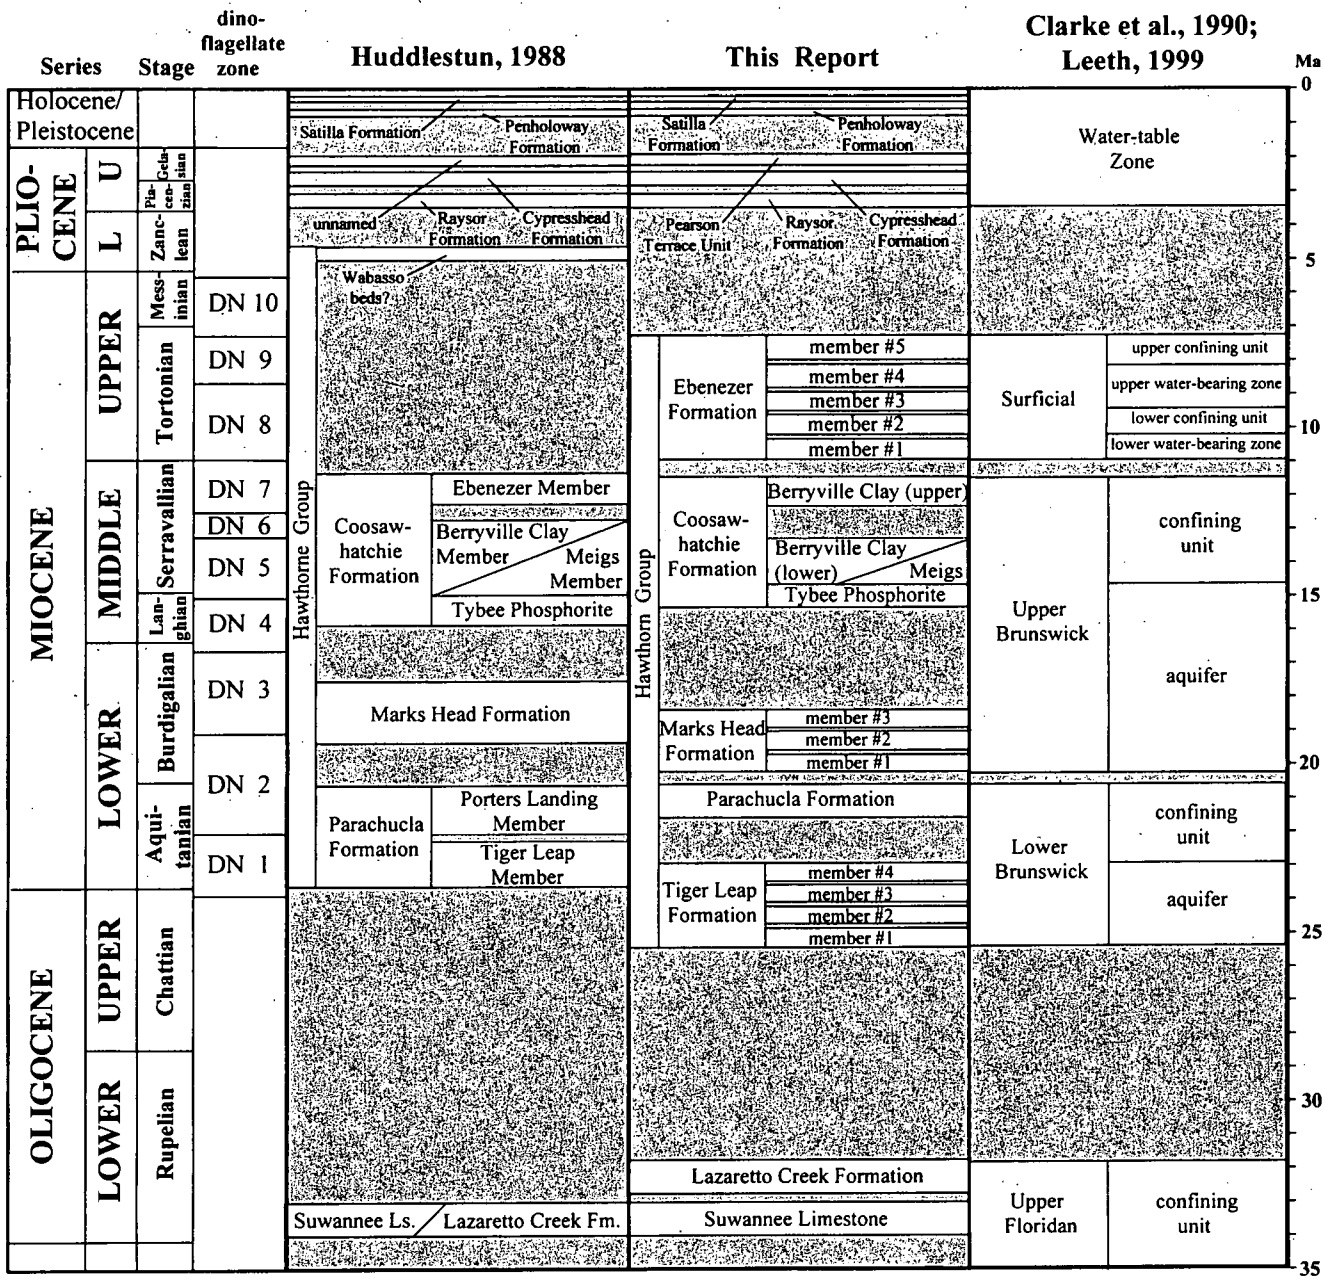 dino-
flagellate
zone
Series
Stage
Huddlestun, 1988
This Report
Clarke et al., 1990;
Leeth, 1999
Ma
0
Holocene/
Pleistocene
PLIO-
CENE
U
L
Gela-
sian
Pia-
cen-
zian
Zanc-
lean
MIOCENE
UPPER
MIDDLE
LOWER
Mess-
inian
Tortonian
Serravallian
Lan-
ghian
Burdigalian
Aqui-
tanian
OLIGOCENE
UPPER
LOWER
Chattian
Rupelian
DN 10
DN 9
DN 8
DN 7
DN 6
DN 5
DN 4
DN 3
DN 2
DN 1
Satilla Formation
Penholoway
Formation
unnamed
Raysor
Formation
Cypresshead
Formation
Wabasso
beds?
Hawthorne Group
Coosaw-
hatchie
Formation
Ebenezer Member
Berryville Clay
Member
Meigs
Member
Tybee Phosphorite
Marks Head Formation
Parachucla
Formation
Porters Landing
Member
Tiger Leap
Member
Suwannee Ls.
Lazaretto Creek Fm.
Satilla
Formation
Penholoway
Formation
Pearson
Terrace Unit
Raysor
Formation
Cypresshead
Formation
Hawthorn Group
Ebenezer
Formation
member #5
member #4
member #3
member #2
member #1
Coosaw-
hatchie
Formation
Berryville Clay (upper)
Berryville Clay
(lower)
Meigs
Tybee Phosphorite
Marks Head
Formation
member #3
member #2
member #1
Parachucla Formation
Tiger Leap
Formation
member #4
member #3
member #2
member #1
Lazaretto Creek Formation
Suwannee Limestone
Water-table
Zone
Surficial
upper confining unit
upper water-bearing zone
lower confining unit
lower water-bearing zone
Upper
Brunswick
confining
unit
aquifer
Lower
Brunswick
confining
unit
aquifer
Upper
Floridan
confining
unit
5
10
15
20
25
30
35